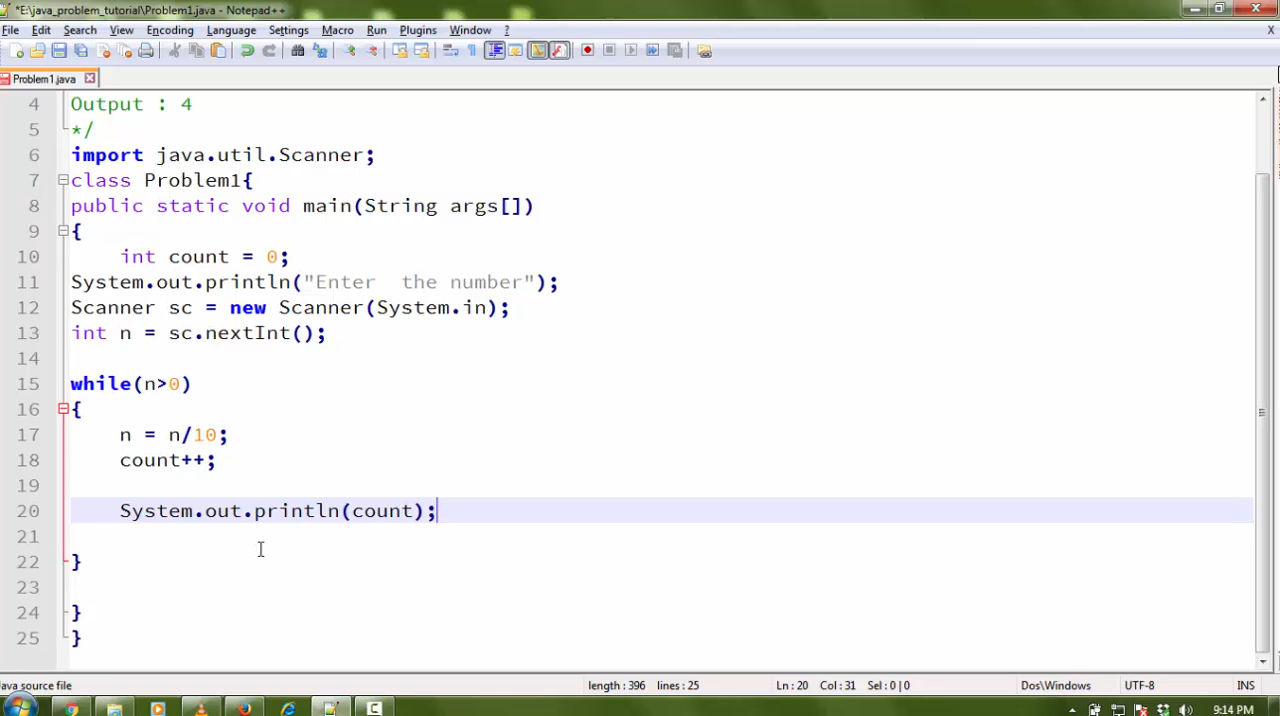 *E:\java_problem_tutorial\Problem1.java - Notepad++
File Edit Search View Encoding Language Settings Macro Run Plugins Window ? X
Problem1.java
4 Output : 4
5 */
6 import java.util.Scanner;
7 class Problem1{
8 public static void main(String args[])
9 {
10 int count = 0;
11 System.out.println("Enter  the number");
12 Scanner sc = new Scanner(System.in);
13 int n = sc.nextInt();
14
15 while(n>0)
16 {
17 n = n/10;
18 count++;
19
20 System.out.println(count);
21
22 }
23
24 }
25 }
Java source file length : 396 lines : 25 Ln : 20 Col : 31 Sel : 0 | 0 Dos\Windows UTF-8 INS
9:14 PM